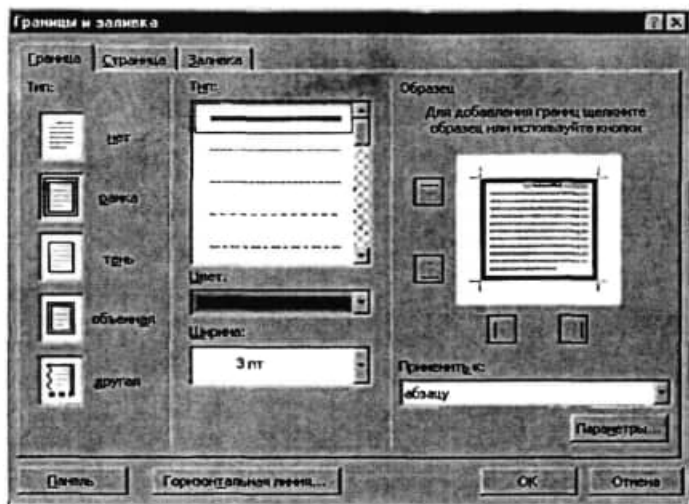 Границы и заливка
Граница Страница Заливка
Тип:
нет
рамка
тень
объемная
другая
Тип:
Цвет:
Ширина:
3 пт
Образец
Для добавления границ щелкните
образец или используйте кнопки
Применить к:
абзацу
Параметры...
Панель Горизонтальная линия... ОК Отмена